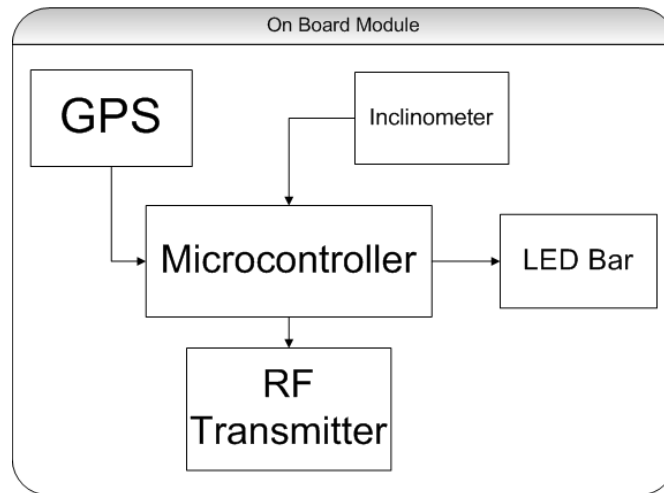 On Board Module
GPS
Inclinometer
Microcontroller
LED Bar
RF
Transmitter